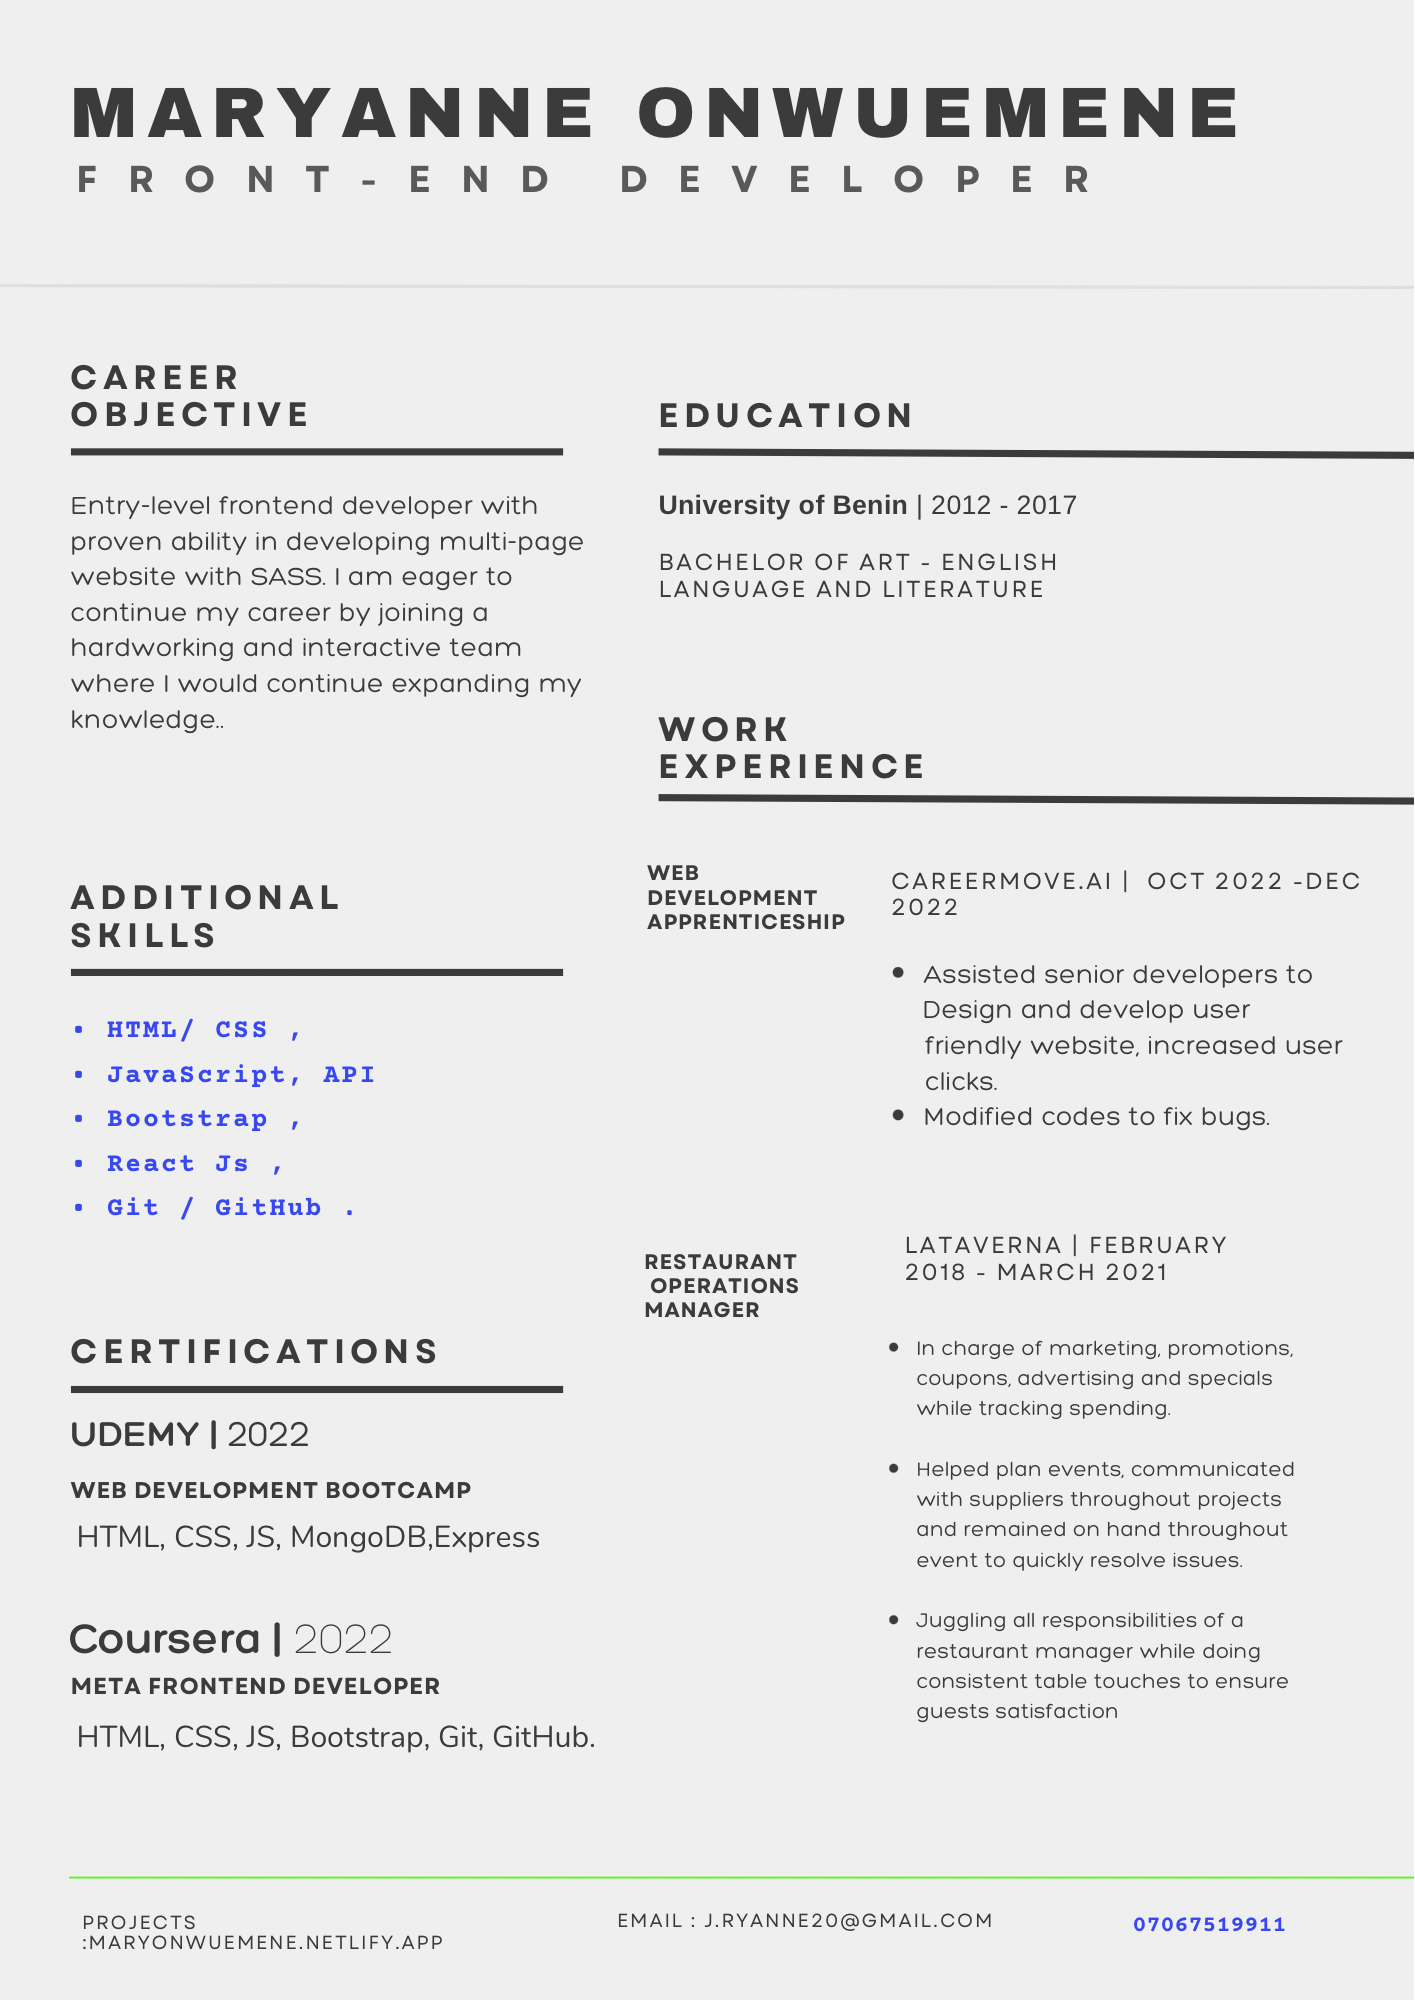 MARYANNE ONWUEMENE
FRONT-END DEVELOPER
CAREER
OBJECTIVE
Entry-level frontend developer with
proven ability in developing multi-page
website with SASS. I am eager to
continue my career by joining a
hardworking and interactive team
where I would continue expanding my
knowledge..
ADDITIONAL
SKILLS
• HTML/ CSS ,
• JavaScript, API
• Bootstrap ,
• React Js ,
• Git / GitHub .
CERTIFICATIONS
UDEMY | 2022
WEB DEVELOPMENT BOOTCAMP
HTML, CSS, JS, MongoDB,Express
Coursera | 2022
META FRONTEND DEVELOPER
HTML, CSS, JS, Bootstrap, Git, GitHub.
EDUCATION
University of Benin | 2012 - 2017
BACHELOR OF ART - ENGLISH
LANGUAGE AND LITERATURE
WORK
EXPERIENCE
WEB
DEVELOPMENT
APPRENTICESHIP
CAREERMOVE.AI | OCT 2022 -DEC
2022
• Assisted senior developers to
Design and develop user
friendly website, increased user
clicks.
• Modified codes to fix bugs.
RESTAURANT
OPERATIONS
MANAGER
LATAVERNA | FEBRUARY
2018 - MARCH 2021
• In charge of marketing, promotions,
coupons, advertising and specials
while tracking spending.
• Helped plan events, communicated
with suppliers throughout projects
and remained on hand throughout
event to quickly resolve issues.
• Juggling all responsibilities of a
restaurant manager while doing
consistent table touches to ensure
guests satisfaction
PROJECTS
:MARYONWUEMENE.NETLIFY.APP
EMAIL : J.RYANNE20@GMAIL.COM
07067519911